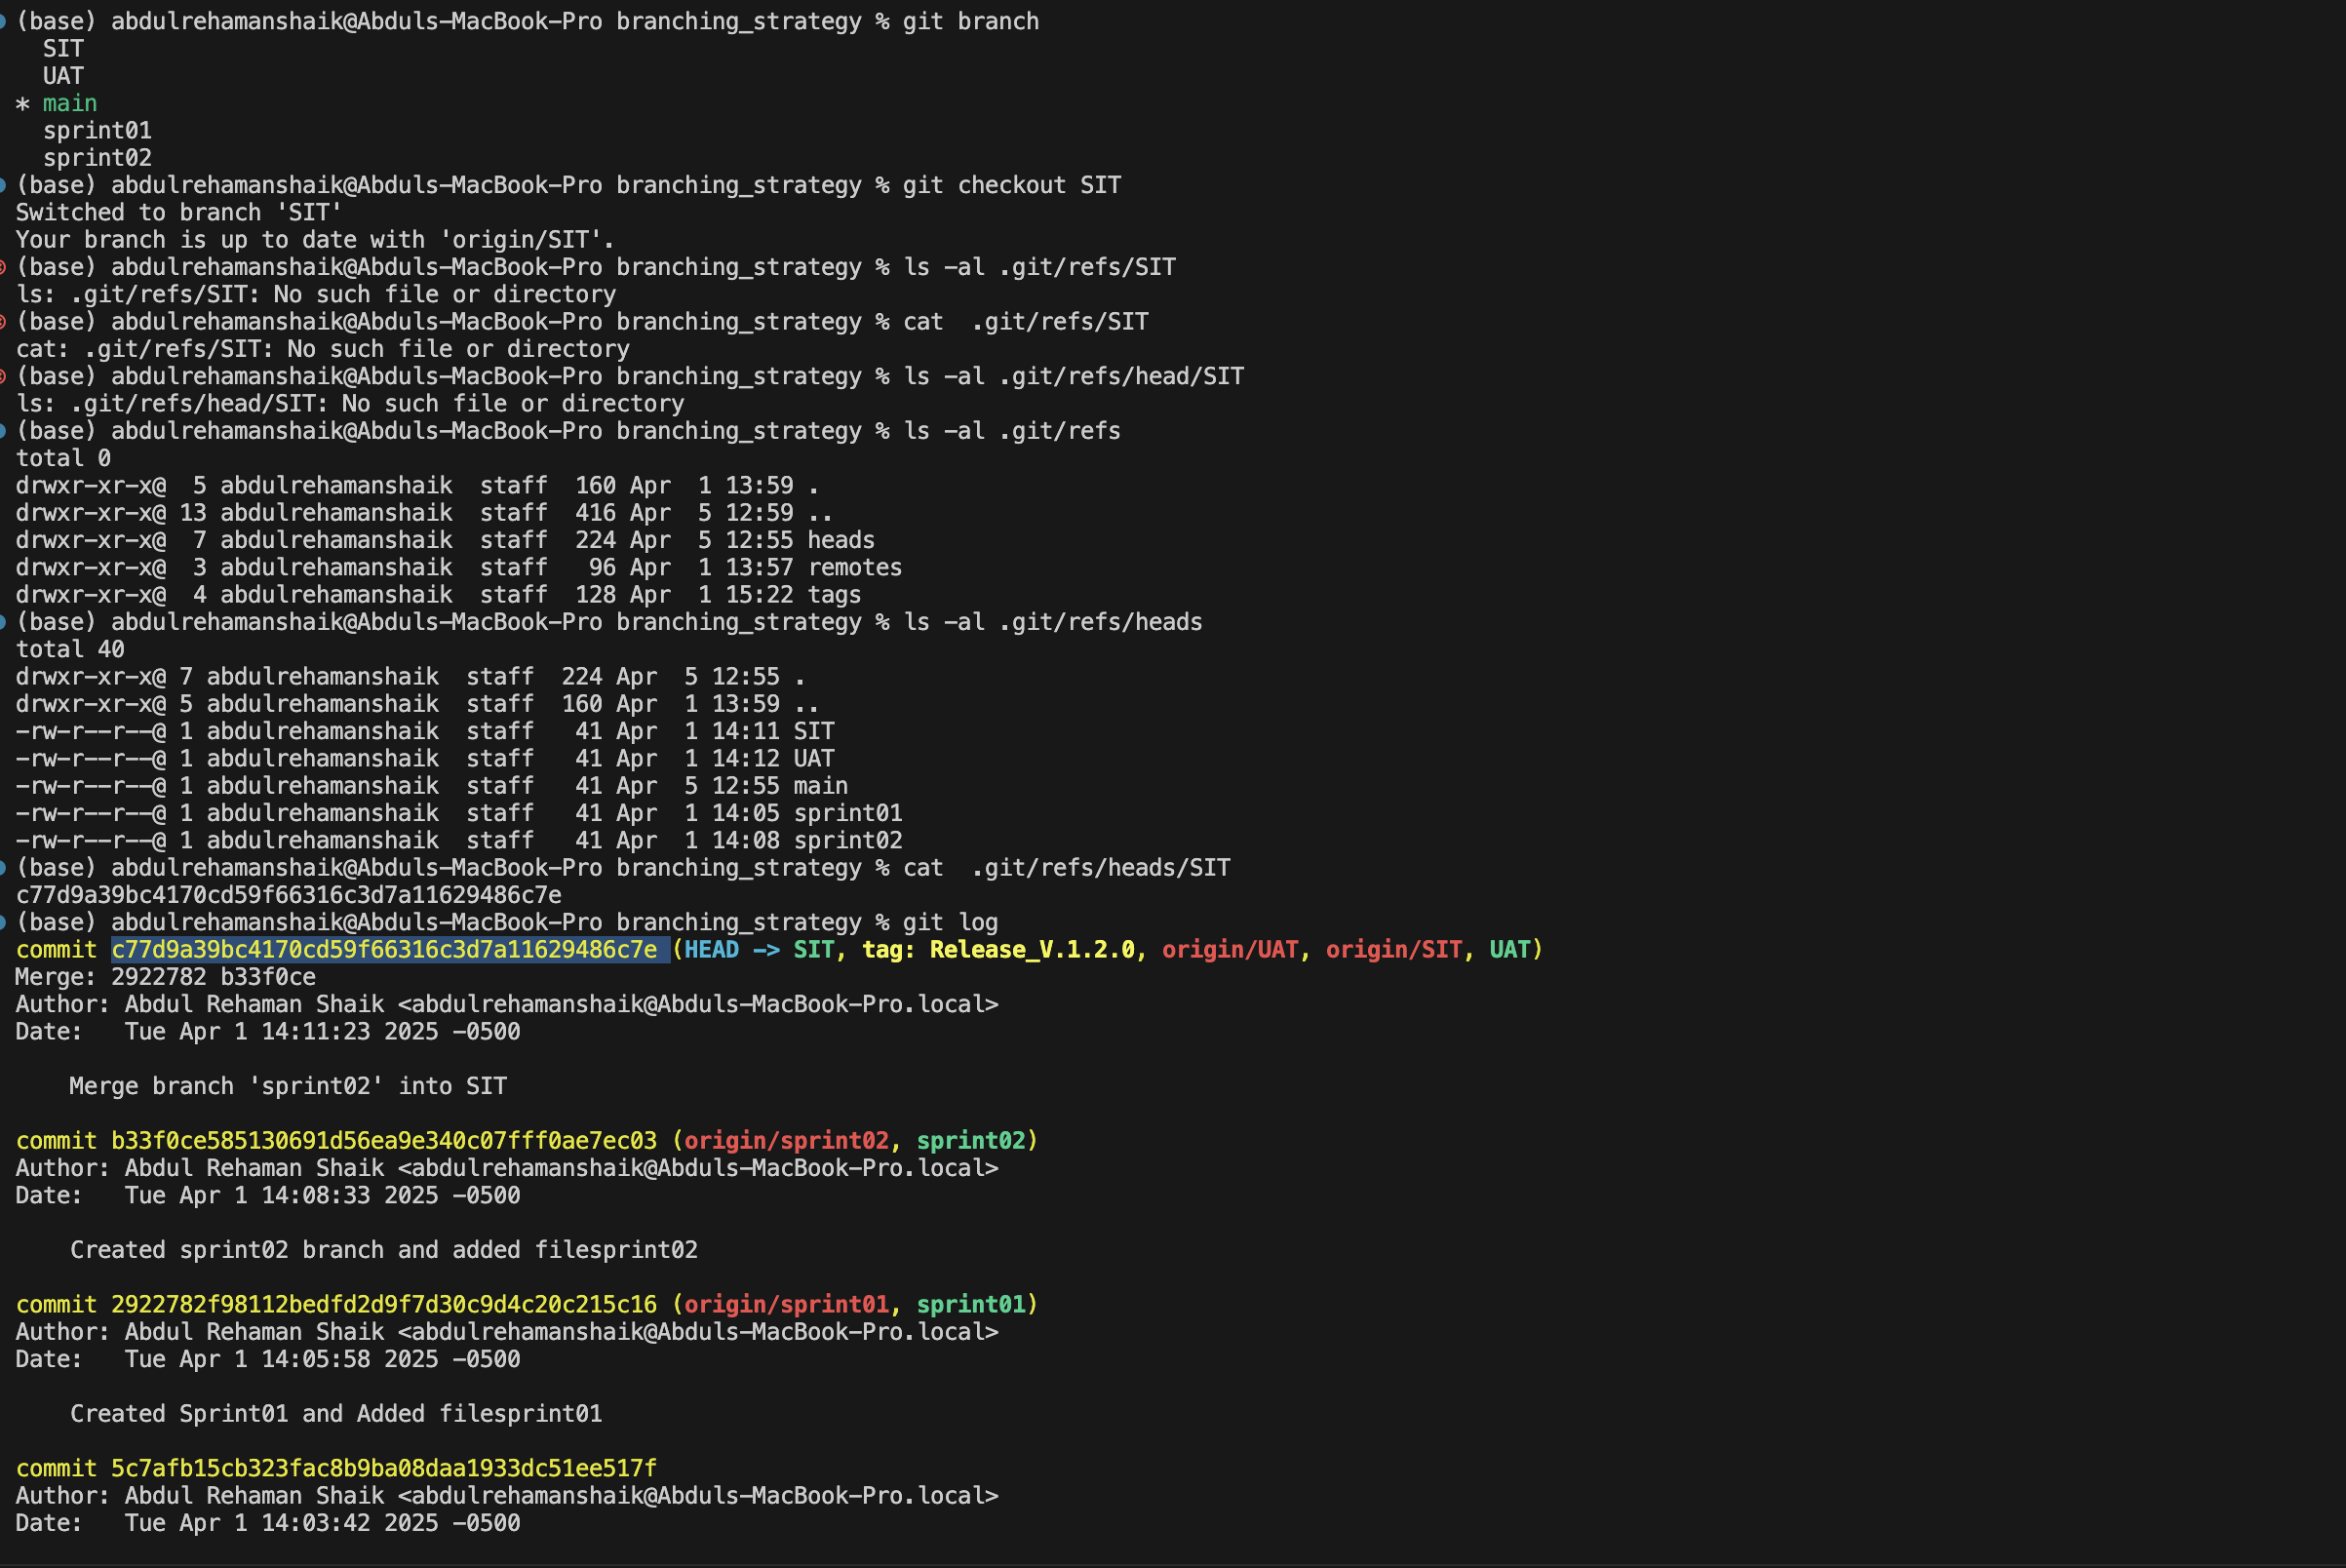 (base) abdulrehamanshaik@Abduls-MacBook-Pro branching_strategy % git branch
  SIT
  UAT
* main
  sprint01
  sprint02
(base) abdulrehamanshaik@Abduls-MacBook-Pro branching_strategy % git checkout SIT
Switched to branch 'SIT'
Your branch is up to date with 'origin/SIT'.
(base) abdulrehamanshaik@Abduls-MacBook-Pro branching_strategy % ls -al .git/refs/SIT
ls: .git/refs/SIT: No such file or directory
(base) abdulrehamanshaik@Abduls-MacBook-Pro branching_strategy % cat  .git/refs/SIT
cat: .git/refs/SIT: No such file or directory
(base) abdulrehamanshaik@Abduls-MacBook-Pro branching_strategy % ls -al .git/refs/head/SIT
ls: .git/refs/head/SIT: No such file or directory
(base) abdulrehamanshaik@Abduls-MacBook-Pro branching_strategy % ls -al .git/refs
total 0
drwxr-xr-x@  5 abdulrehamanshaik  staff  160 Apr  1 13:59 .
drwxr-xr-x@ 13 abdulrehamanshaik  staff  416 Apr  5 12:59 ..
drwxr-xr-x@  7 abdulrehamanshaik  staff  224 Apr  5 12:55 heads
drwxr-xr-x@  3 abdulrehamanshaik  staff   96 Apr  1 13:57 remotes
drwxr-xr-x@  4 abdulrehamanshaik  staff  128 Apr  1 15:22 tags
(base) abdulrehamanshaik@Abduls-MacBook-Pro branching_strategy % ls -al .git/refs/heads
total 40
drwxr-xr-x@ 7 abdulrehamanshaik  staff  224 Apr  5 12:55 .
drwxr-xr-x@ 5 abdulrehamanshaik  staff  160 Apr  1 13:59 ..
-rw-r--r--@ 1 abdulrehamanshaik  staff   41 Apr  1 14:11 SIT
-rw-r--r--@ 1 abdulrehamanshaik  staff   41 Apr  1 14:12 UAT
-rw-r--r--@ 1 abdulrehamanshaik  staff   41 Apr  5 12:55 main
-rw-r--r--@ 1 abdulrehamanshaik  staff   41 Apr  1 14:05 sprint01
-rw-r--r--@ 1 abdulrehamanshaik  staff   41 Apr  1 14:08 sprint02
(base) abdulrehamanshaik@Abduls-MacBook-Pro branching_strategy % cat  .git/refs/heads/SIT
c77d9a39bc4170cd59f66316c3d7a11629486c7e
(base) abdulrehamanshaik@Abduls-MacBook-Pro branching_strategy % git log
commit c77d9a39bc4170cd59f66316c3d7a11629486c7e (HEAD -> SIT, tag: Release_V.1.2.0, origin/UAT, origin/SIT, UAT)
Merge: 2922782 b33f0ce
Author: Abdul Rehaman Shaik <abdulrehamanshaik@Abduls-MacBook-Pro.local>
Date:   Tue Apr 1 14:11:23 2025 -0500
    Merge branch 'sprint02' into SIT
commit b33f0ce585130691d56ea9e340c07fff0ae7ec03 (origin/sprint02, sprint02)
Author: Abdul Rehaman Shaik <abdulrehamanshaik@Abduls-MacBook-Pro.local>
Date:   Tue Apr 1 14:08:33 2025 -0500
    Created sprint02 branch and added filesprint02
commit 2922782f98112bedfd2d9f7d30c9d4c20c215c16 (origin/sprint01, sprint01)
Author: Abdul Rehaman Shaik <abdulrehamanshaik@Abduls-MacBook-Pro.local>
Date:   Tue Apr 1 14:05:58 2025 -0500
    Created Sprint01 and Added filesprint01
commit 5c7afb15cb323fac8b9ba08daa1933dc51ee517f
Author: Abdul Rehaman Shaik <abdulrehamanshaik@Abduls-MacBook-Pro.local>
Date:   Tue Apr 1 14:03:42 2025 -0500